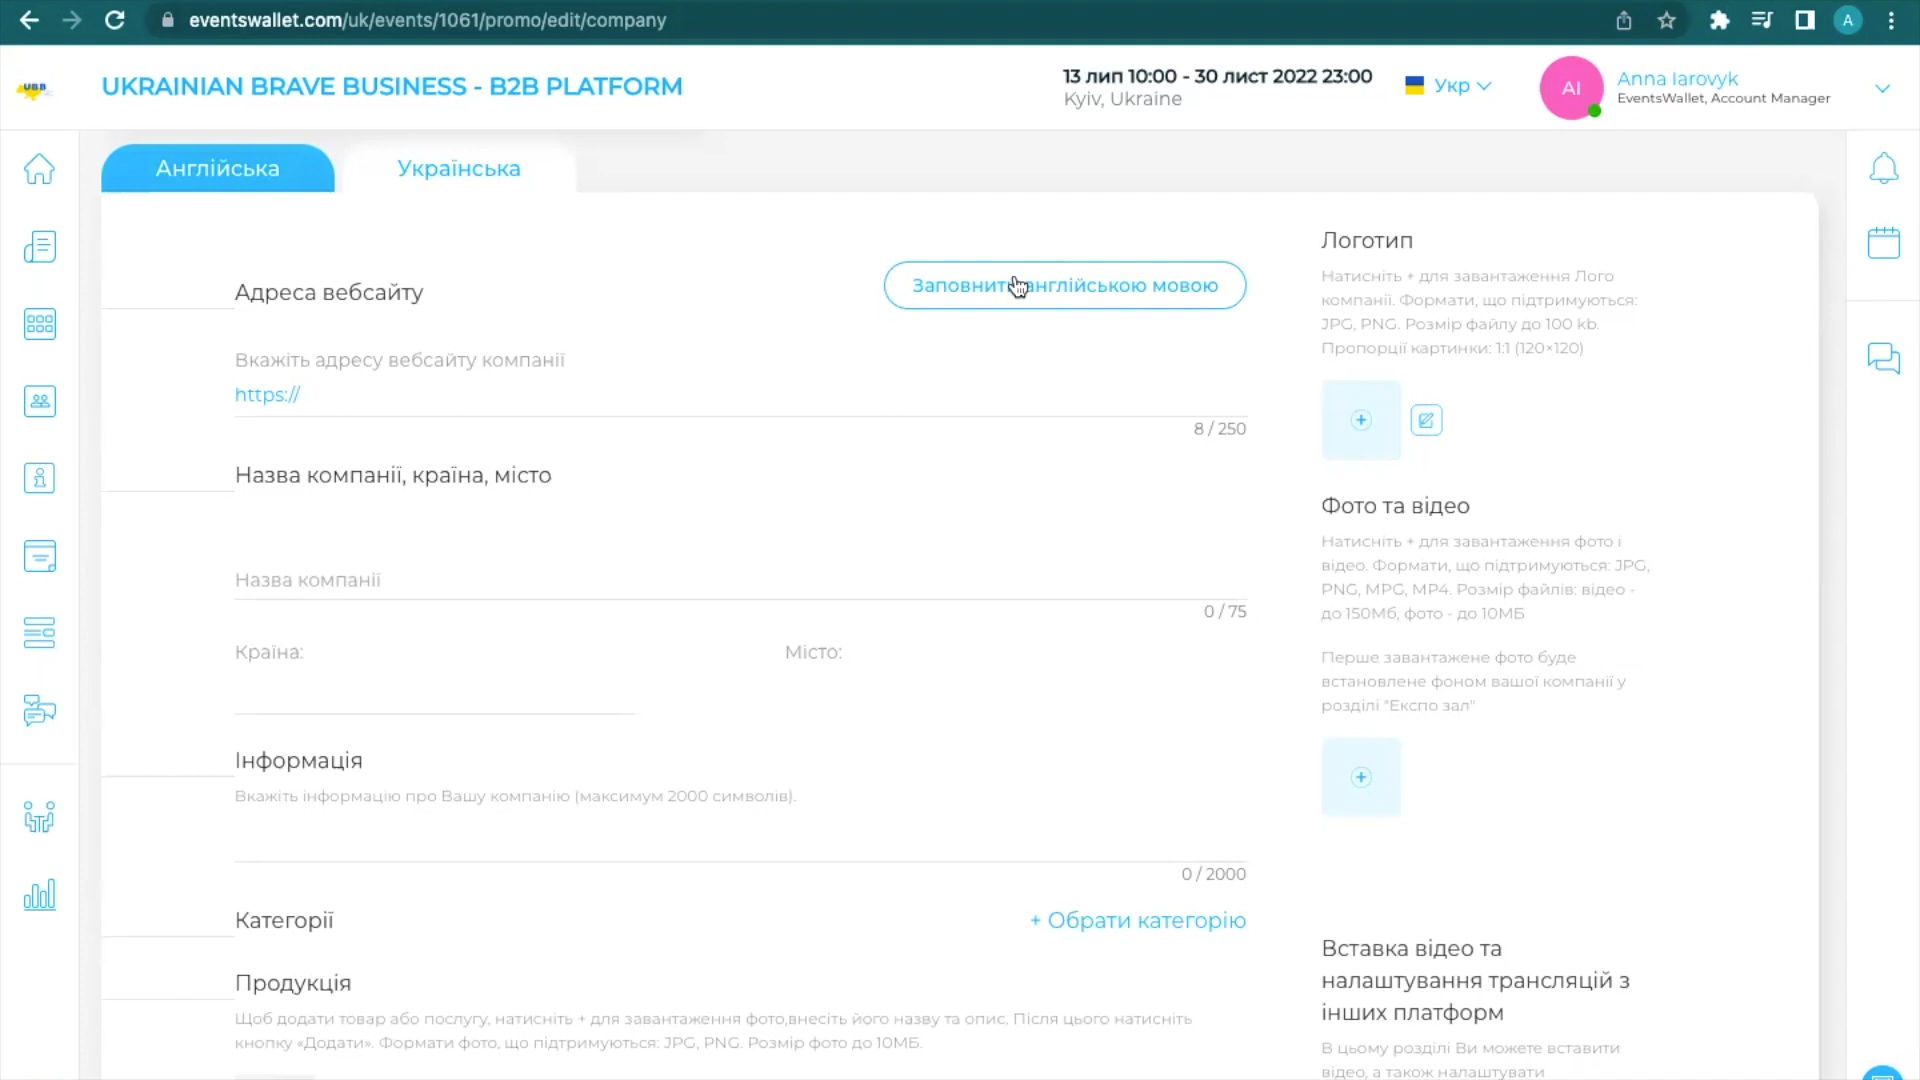 eventswallet.com/uk/events/1061/promo/edit/company
A
UBB
UKRAINIAN BRAVE BUSINESS - B2B PLATFORM
13 лип 10:00 - 30 лист 2022 23:00
Kyiv, Ukraine
Укр
AI
Anna Iarovyk
EventsWallet, Account Manager
Англійська
Українська
Адреса вебсайту
Заповнити англійською мовою
Вкажіть адресу вебсайту компанії
https://
8 / 250
Назва компанії, країна, місто
Назва компанії
0 / 75
Країна:
Місто:
Інформація
Вкажіть інформацію про Вашу компанію (максимум 2000 символів).
0 / 2000
Категорії
+ Обрати категорію
Продукція
Щоб додати товар або послугу, натисніть + для завантаження фото,внесіть його назву та опис. Після цього натисніть
кнопку «Додати». Формати фото, що підтримуються: JPG, PNG. Розмір фото до 10МБ.
Логотип
Натисніть + для завантаження Лого
компанії. Формати, що підтримуються:
JPG, PNG. Розмір файлу до 100 kb.
Пропорції картинки: 1:1 (120×120)
Фото та відео
Натисніть + для завантаження фото і
відео. Формати, що підтримуються: JPG,
PNG, MPG, MP4. Розмір файлів: відео -
до 150Мб, фото - до 10МБ
Перше завантажене фото буде
встановлене фоном вашої компанії у
розділі "Експо зал"
Вставка відео та
налаштування трансляцій з
інших платформ
В цьому розділі Ви можете вставити
відео, а також налаштувати